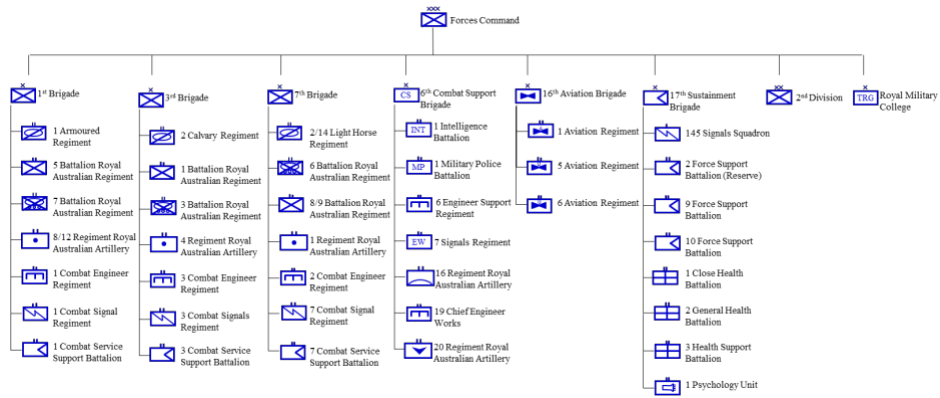 Forces Command
1st Brigade
1 Armoured
Regiment
5 Battalion Royal
Australian Regiment
7 Battalion Royal
Australian Regiment
8/12 Regiment Royal
Australian Artillery
1 Combat Engineer
Regiment
1 Combat Signal
Regiment
1 Combat Service
Support Battalion
3rd Brigade
2 Calvary Regiment
1 Battalion Royal
Australian Regiment
3 Battalion Royal
Australian Regiment
4 Regiment Royal
Australian Artillery
3 Combat Engineer
Regiment
3 Combat Signals
Regiment
3 Combat Service
Support Battalion
7th Brigade
2/14 Light Horse
Regiment
6 Battalion Royal
Australian Regiment
8/9 Battalion Royal
Australian Regiment
1 Regiment Royal
Australian Artillery
2 Combat Engineer
Regiment
7 Combat Signal
Regiment
7 Combat Service
Support Battalion
CS
6th Combat Support
Brigade
INT
1 Intelligence
Battalion
MP
1 Military Police
Battalion
6 Engineer Support
Regiment
EW
7 Signals Regiment
16 Regiment Royal
Australian Artillery
19 Chief Engineer
Works
20 Regiment Royal
Australian Artillery
16th Aviation Brigade
1 Aviation Regiment
5 Aviation Regiment
6 Aviation Regiment
17th Sustainment
Brigade
145 Signals Squadron
2 Force Support
Battalion (Reserve)
9 Force Support
Battalion
10 Force Support
Battalion
1 Close Health
Battalion
2 General Health
Battalion
3 Health Support
Battalion
1 Psychology Unit
2nd Division
TRG
Royal Military
College